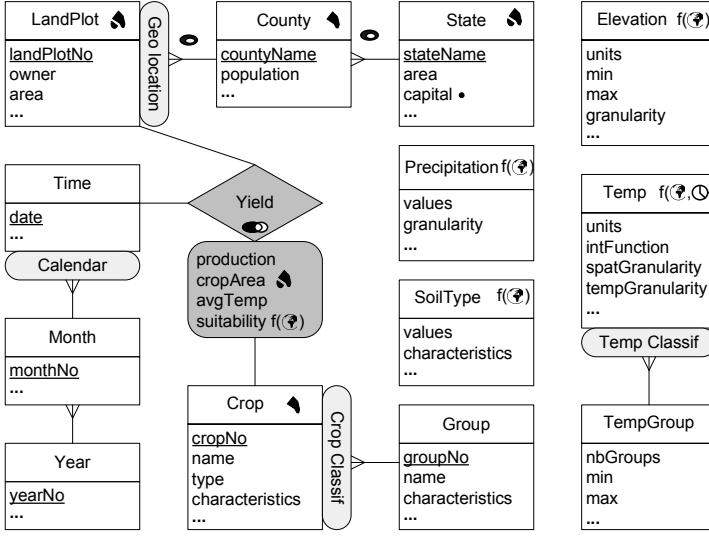 LandPlot
landPlotNo
owner
area
...
Geo location
County
countyName
population
...
State
stateName
area
capital •
...
Elevation f()
units
min
max
granularity
...
Time
date
...
Calendar
Month
monthNo
...
Year
yearNo
...
Yield
production
cropArea
avgTemp
suitability f()
Crop
cropNo
name
type
characteristics
...
Crop Classif
Precipitation f()
values
granularity
...
SoilType f()
values
characteristics
...
Group
groupNo
name
characteristics
...
Temp f( ,
units
intFunction
spatGranularity
tempGranularity
...
Temp Classif
TempGroup
nbGroups
min
max
...